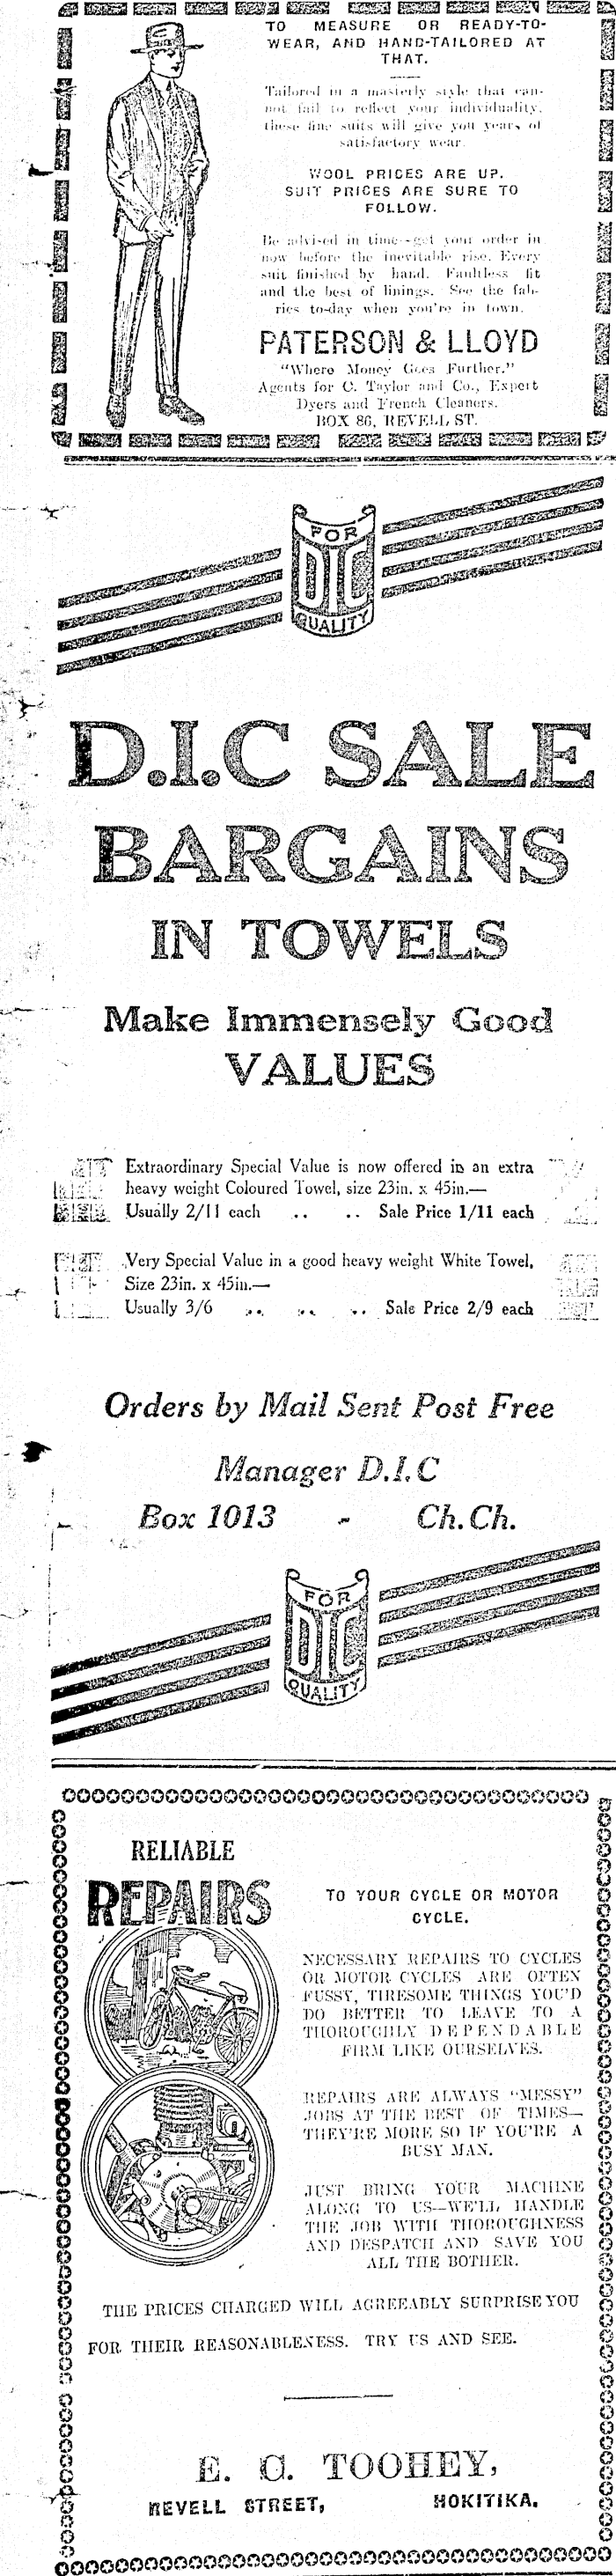 TO MEASURE OR READY-TO-
WEAR, AND HAND-TAILORED AT
THAT.
Tailored in a masterly style that can-
not fail to reflect your individuality,
these fine suits will give you years of
satisfactory wear.
WOOL PRICES ARE UP.
SUIT PRICES ARE SURE TO
FOLLOW.
Be advised in time--get your order in
now before the inevitable rise. Every
suit finished by hand. Faultless fit
and the best of linings. See the fab-
rics to-day when you're in town.
PATERSON & LLOYD
"Where Money Goes Further."
Agents for C. Taylor and Co., Expert
Dyers and French Cleaners.
BOX 86, REVELL ST.
FOR
DIC
QUALITY
D.I.C SALE
BARGAINS
IN TOWELS
Make Immensely Good
VALUES
Extraordinary Special Value is now offered in an extra
heavy weight Coloured Towel, size 23in. x 45in.—
Usually 2/11 each .. .. Sale Price 1/11 each
Very Special Value in a good heavy weight White Towel,
Size 23in. x 45in.—
Usually 3/6 .. .. .. Sale Price 2/9 each
Orders by Mail Sent Post Free
Manager D.I.C
Box 1013 - Ch. Ch.
FOR
DIC
QUALITY
RELIABLE
REPAIRS
TO YOUR CYCLE OR MOTOR
CYCLE.
NECESSARY REPAIRS TO CYCLES
OR MOTOR CYCLES ARE OFTEN
FUSSY, TIRESOME THINGS YOU'D
DO BETTER TO LEAVE TO A
THOROUGHLY DEPENDABLE
FIRM LIKE OURSELVES.
REPAIRS ARE ALWAYS "MESSY"
JOBS AT THE BEST OF TIMES—
THEY'RE MORE SO IF YOU'RE A
BUSY MAN.
JUST BRING YOUR MACHINE
ALONG TO US—WE'LL HANDLE
THE JOB WITH THOROUGHNESS
AND DESPATCH AND SAVE YOU
ALL THE BOTHER.
THE PRICES CHARGED WILL AGREEABLY SURPRISE YOU
FOR THEIR REASONABLENESS. TRY US AND SEE.
E. C. TOOHEY,
REVELL STREET, HOKITIKA.